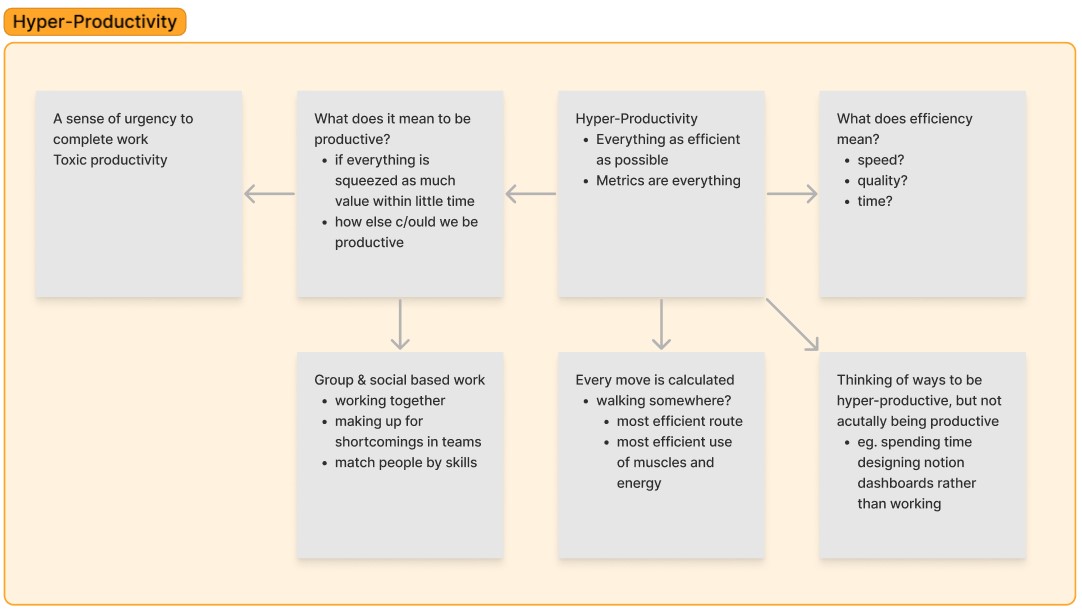 Hyper-Productivity
A sense of urgency to
complete work
Toxic productivity
What does it mean to be
productive?
• if everything is
squeezed as much
value within little time
• how else c/ould we be
productive
Hyper-Productivity
• Everything as efficient
as possible
• Metrics are everything
What does efficiency
mean?
• speed?
• quality?
• time?
Group & social based work
• working together
• making up for
shortcomings in teams
• match people by skills
Every move is calculated
• walking somewhere?
• most efficient route
• most efficient use
of muscles and
energy
Thinking of ways to be
hyper-productive, but not
acutally being productive
• eg. spending time
designing notion
dashboards rather
than working